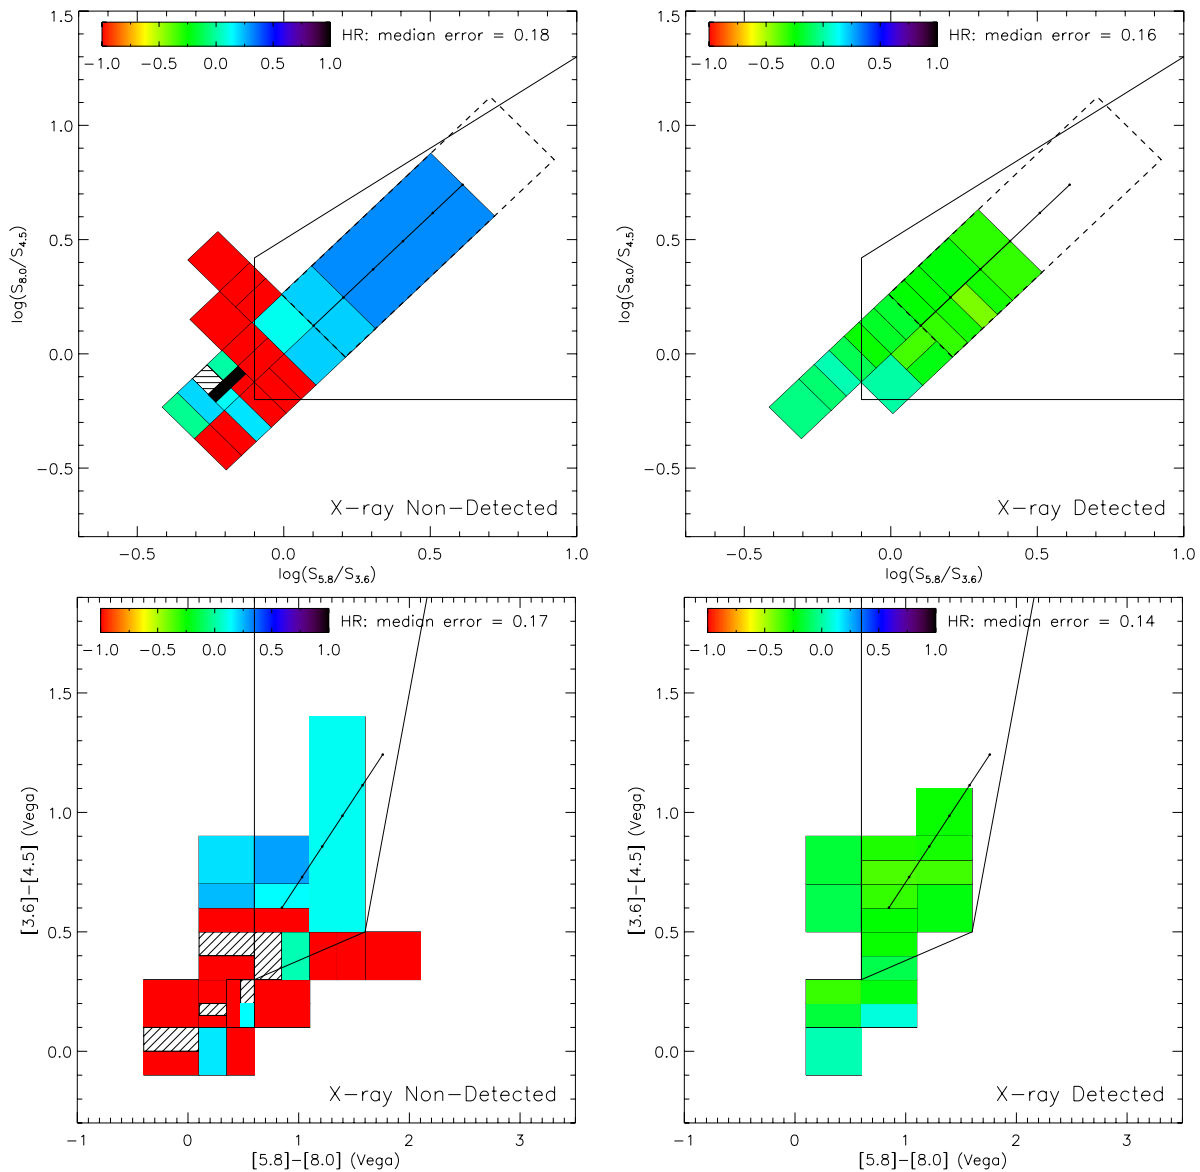 1.5
1.0
0.5
0.0
−0.5
HR: median error = 0.18
−1.0 −0.5 0.0 0.5 1.0
log(S8.0/S4.5)
X−ray Non−Detected
−0.5 0.0 0.5 1.0
log(S5.8/S3.6)
1.5
1.0
0.5
0.0
−0.5
HR: median error = 0.16
−1.0 −0.5 0.0 0.5 1.0
log(S8.0/S4.5)
X−ray Detected
−0.5 0.0 0.5 1.0
log(S5.8/S3.6)
HR: median error = 0.17
−1.0 −0.5 0.0 0.5 1.0
1.5
1.0
0.5
0.0
[3.6]−[4.5] (Vega)
X−ray Non−Detected
−1 0 1 2 3
[5.8]−[8.0] (Vega)
HR: median error = 0.14
−1.0 −0.5 0.0 0.5 1.0
1.5
1.0
0.5
0.0
[3.6]−[4.5] (Vega)
X−ray Detected
−1 0 1 2 3
[5.8]−[8.0] (Vega)